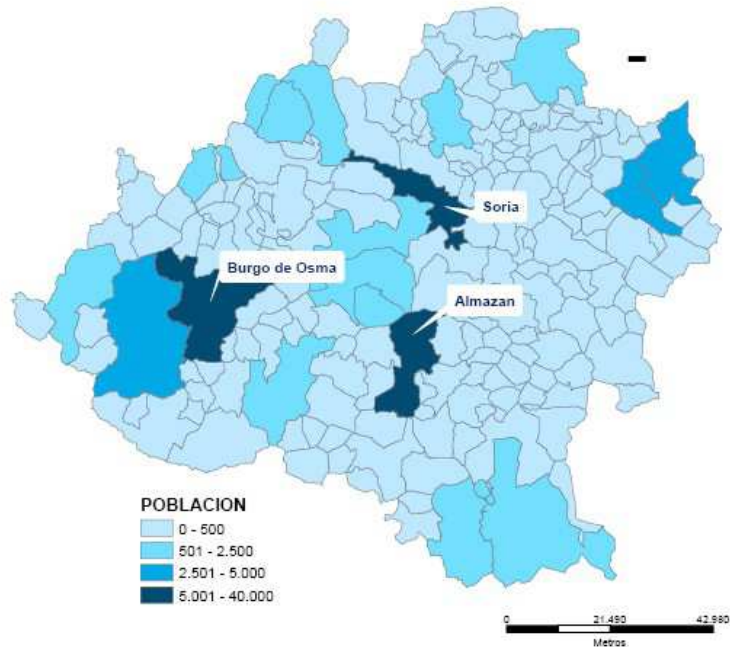 Soria
Burgo de Osma
Almazan
POBLACION
0 - 500
501 - 2.500
2.501 - 5.000
5.001 - 40.000
0 21.490 42.980
Metros